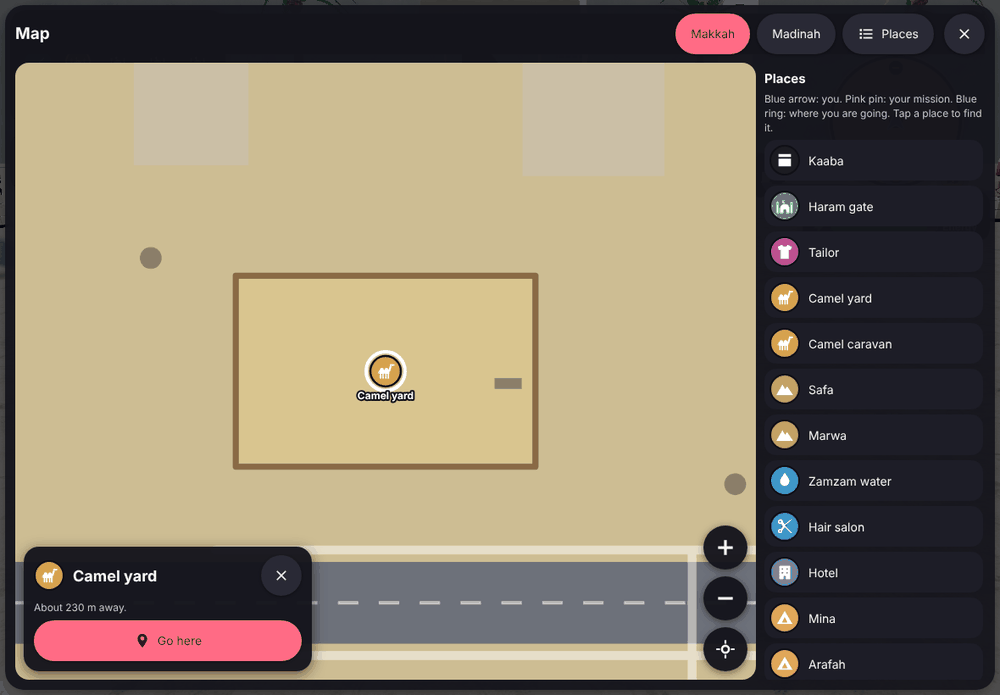 Map
Makkah
Madinah
Places
Places
Blue arrow: you. Pink pin: your mission. Blue
ring: where you are going. Tap a place to find
it.
Kaaba
Haram gate
Tailor
Camel yard
Camel caravan
Safa
Marwa
Zamzam water
Hair salon
Hotel
Mina
Arafah
Camel yard
Camel yard
About 230 m away.
Go here